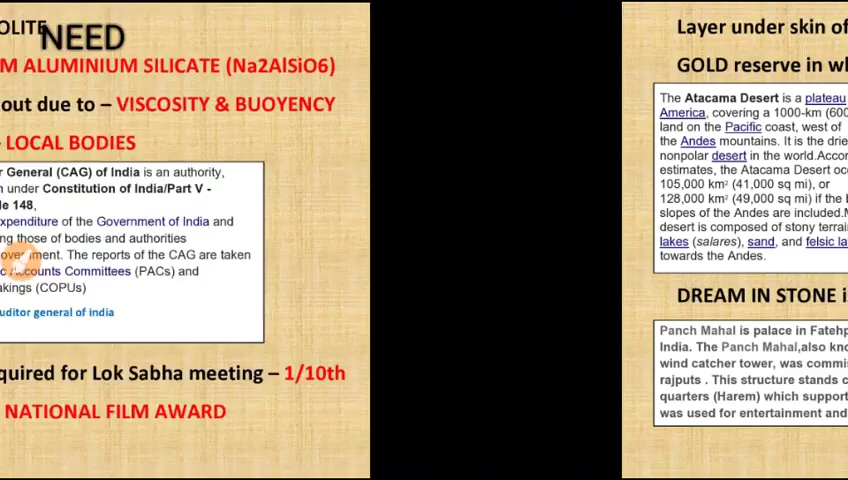 OLITE
NEED
M ALUMINIUM SILICATE (Na2AlSiO6)
out due to – VISCOSITY & BUOYENCY
LOCAL BODIES
r General (CAG) of India is an authority,
n under Constitution of India/Part V -
le 148,
xpenditure of the Government of India and
ng those of bodies and authorities
government. The reports of the CAG are taken
c Accounts Committees (PACs) and
akings (COPUs)
uditor general of india
quired for Lok Sabha meeting – 1/10th
NATIONAL FILM AWARD
Layer under skin of
GOLD reserve in wh
The Atacama Desert is a plateau
America, covering a 1000-km (600
land on the Pacific coast, west of
the Andes mountains. It is the drie
nonpolar desert in the world.Accor
estimates, the Atacama Desert occ
105,000 km² (41,000 sq mi), or
128,000 km² (49,000 sq mi) if the b
slopes of the Andes are included.M
desert is composed of stony terrai
lakes (salares), sand, and felsic la
towards the Andes.
DREAM IN STONE i
Panch Mahal is palace in Fatehp
India. The Panch Mahal,also kno
wind catcher tower, was commis
rajputs . This structure stands c
quarters (Harem) which support
was used for entertainment and